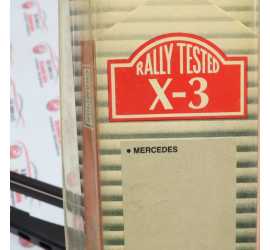 RALLY TESTED
X-3
• MERCEDES